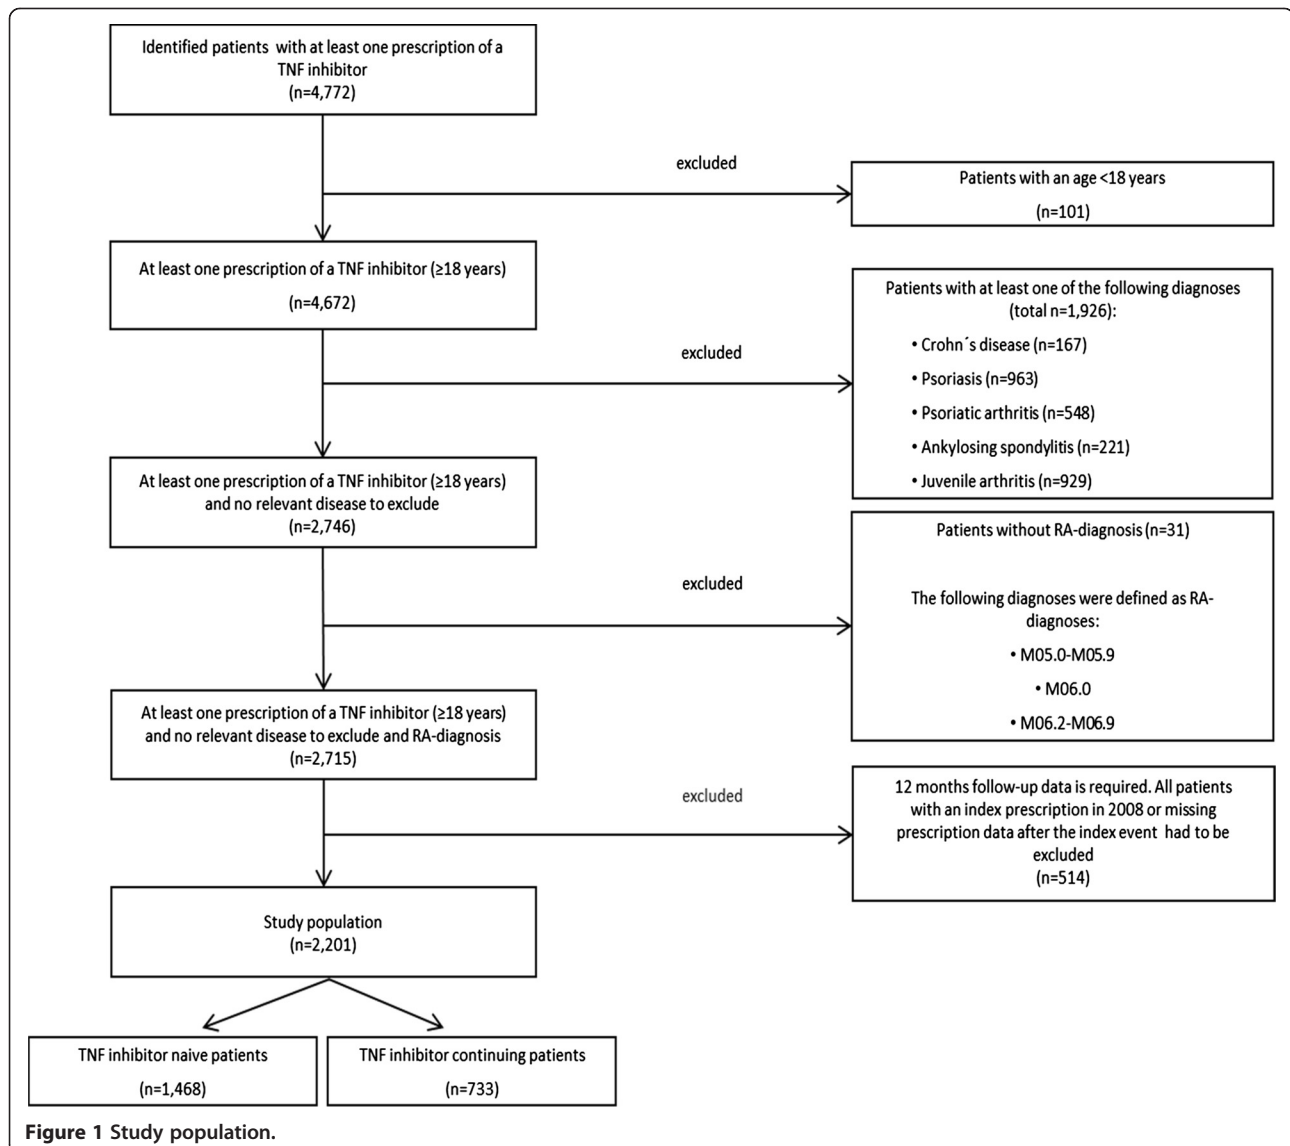 Identified patients with at least one prescription of a
TNF inhibitor
(n=4,772)
excluded
Patients with an age <18 years
(n=101)
At least one prescription of a TNF inhibitor (≥18 years)
(n=4,672)
excluded
Patients with at least one of the following diagnoses
(total n=1,926):
• Crohn´s disease (n=167)
• Psoriasis (n=963)
• Psoriatic arthritis (n=548)
• Ankylosing spondylitis (n=221)
• Juvenile arthritis (n=929)
At least one prescription of a TNF inhibitor (≥18 years)
and no relevant disease to exclude
(n=2,746)
excluded
Patients without RA-diagnosis (n=31)
The following diagnoses were defined as RA-
diagnoses:
• M05.0-M05.9
• M06.0
• M06.2-M06.9
At least one prescription of a TNF inhibitor (≥18 years)
and no relevant disease to exclude and RA-diagnosis
(n=2,715)
excluded
12 months follow-up data is required. All patients
with an index prescription in 2008 or missing
prescription data after the index event had to be
excluded
(n=514)
Study population
(n=2,201)
TNF inhibitor naive patients
(n=1,468)
TNF inhibitor continuing patients
(n=733)
Figure 1 Study population.